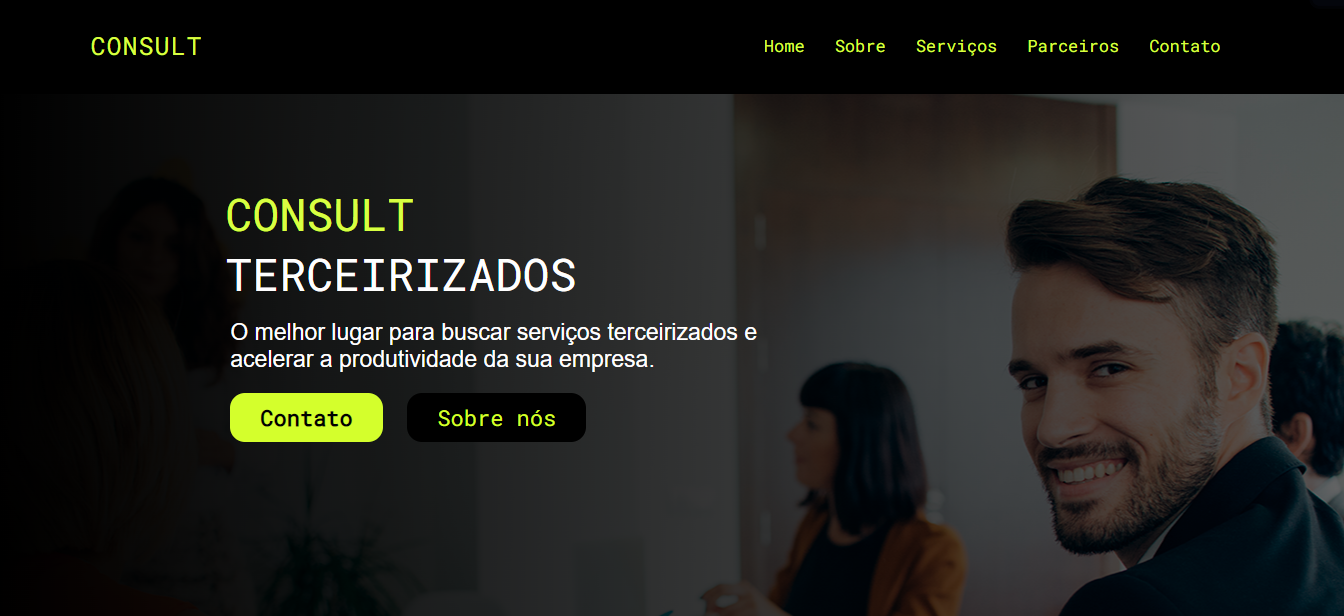 CONSULT
Home Sobre Serviços Parceiros Contato
CONSULT
TERCEIRIZADOS
O melhor lugar para buscar serviços terceirizados e
acelerar a produtividade da sua empresa.
Contato Sobre nós